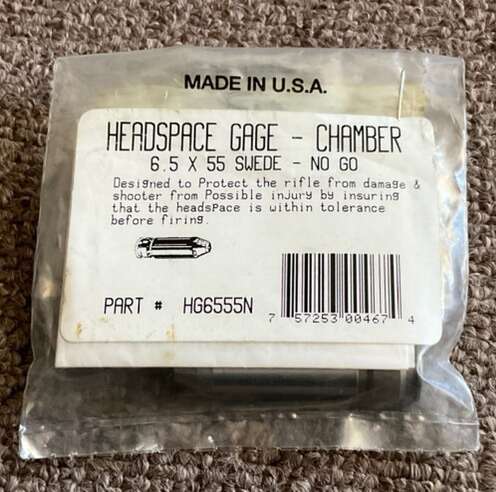 MADE IN U.S.A.
HEADSPACE GAGE - CHAMBER
6.5 X 55 SWEDE - NO GO
Designed to Protect the rifle from damage &
shooter from Possible injury by insuring
that the headsPace is within tolerance
before firing.
PART # HG6555N
7 57253 00467 4